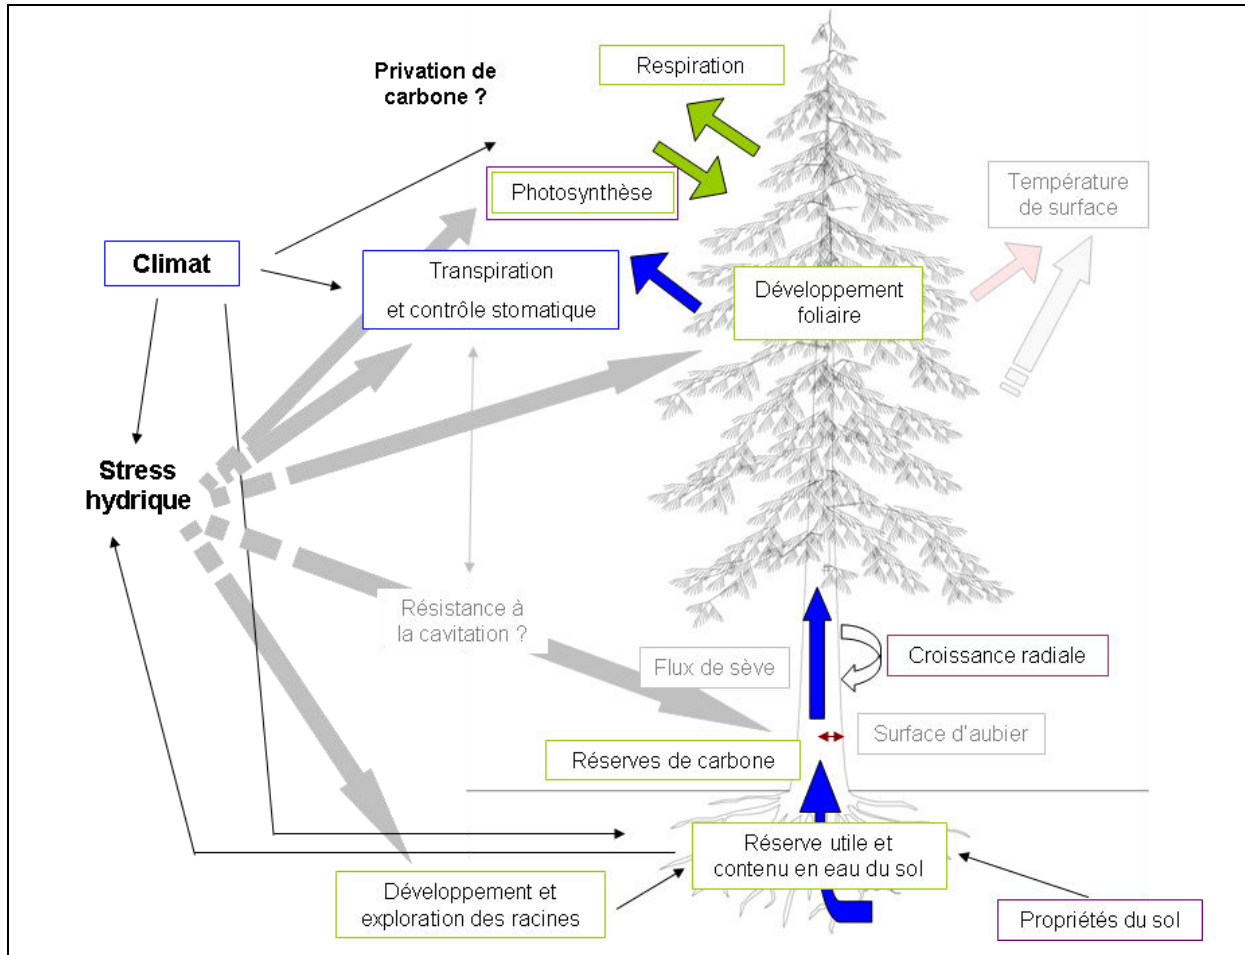 Privation de
carbone ?
Respiration
Photosynthèse
Température
de surface
Climat
Transpiration
et contrôle stomatique
Développement
foliaire
Stress
hydrique
Résistance à
la cavitation ?
Flux de sève
Croissance radiale
Surface d'aubier
Réserves de carbone
Réserve utile et
contenu en eau du sol
Développement et
exploration des racines
Propriétés du sol